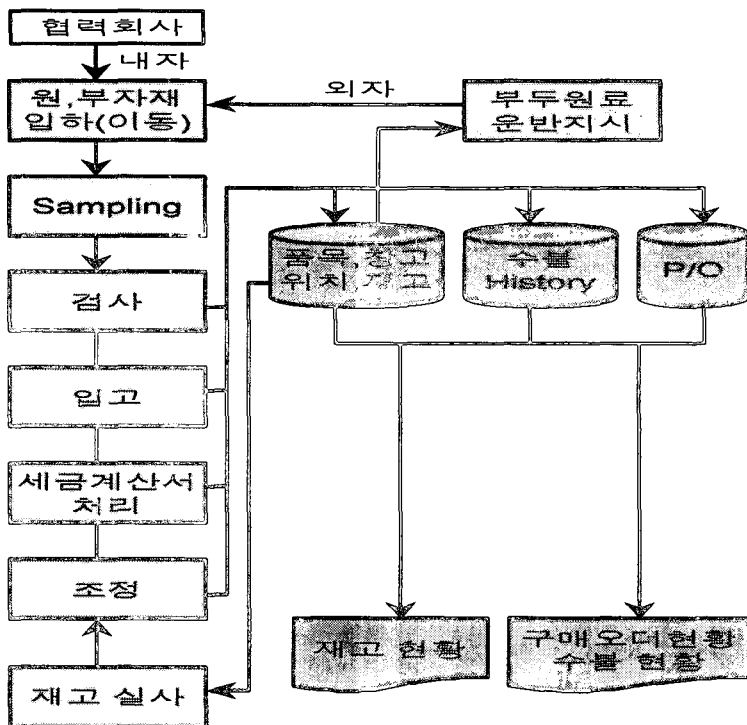 협력회사
내자
원,부자재
입하(이동)
외자
부두원료
운반지시
Sampling
품목,창고
위치,재고
수불
History
P/O
검사
입고
세금계산서
처리
조정
재고 실사
재고 현황
구매오더현황
수불 현황